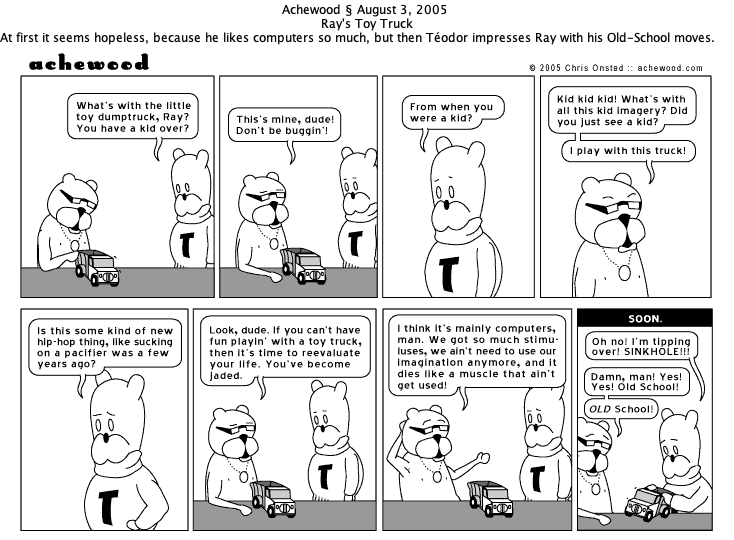 Achewood § August 3, 2005
Ray's Toy Truck
At first it seems hopeless, because he likes computers so much, but then Téodor impresses Ray with his Old-School moves.
achewood
© 2005 Chris Onstad :: achewood.com
What's with the little
toy dumptruck, Ray?
You have a kid over?
This's mine, dude!
Don't be buggin'!
From when you
were a kid?
Kid kid kid! What's with
all this kid imagery? Did
you just see a kid?
I play with this truck!
T
T
T
Is this some kind of new
hip-hop thing, like sucking
on a pacifier was a few
years ago?
Look, dude. If you can't have
fun playin' with a toy truck,
then it's time to reevaluate
your life. You've become
jaded.
I think it's mainly computers,
man. We got so much stimu-
luses, we ain't need to use our
imagination anymore, and it
dies like a muscle that ain't
get used!
SOON.
Oh no! I'm tipping
over! SINKHOLE!!!
Damn, man! Yes!
Yes! Old School!
OLD School!
T
T
T